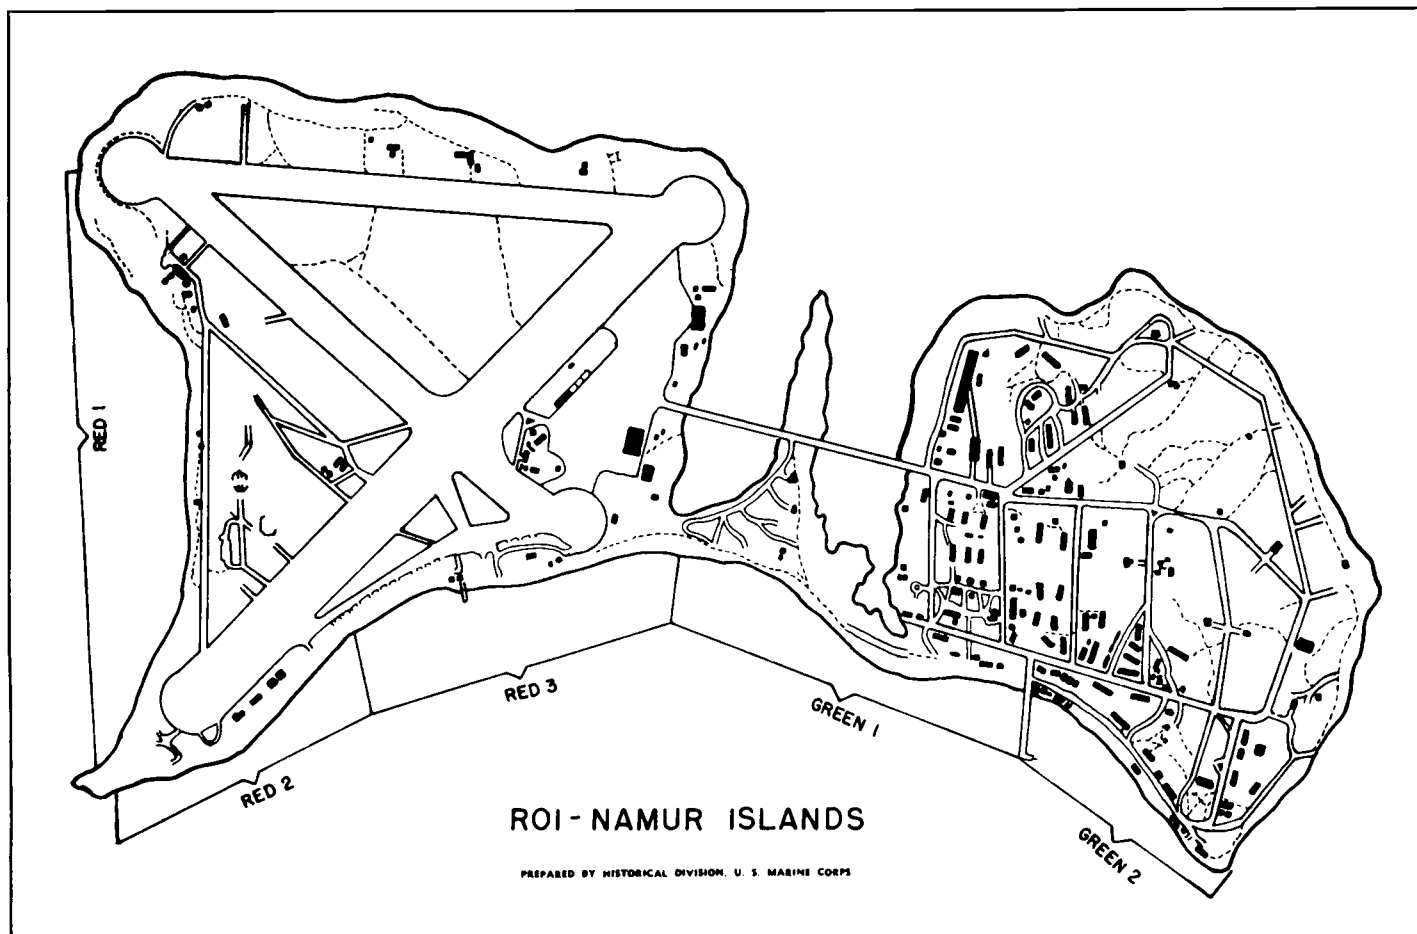 RED 1
RED 2
RED 3
GREEN 1
GREEN 2
ROI-NAMUR ISLANDS
PREPARED BY HISTORICAL DIVISION, U. S. MARINE CORPS